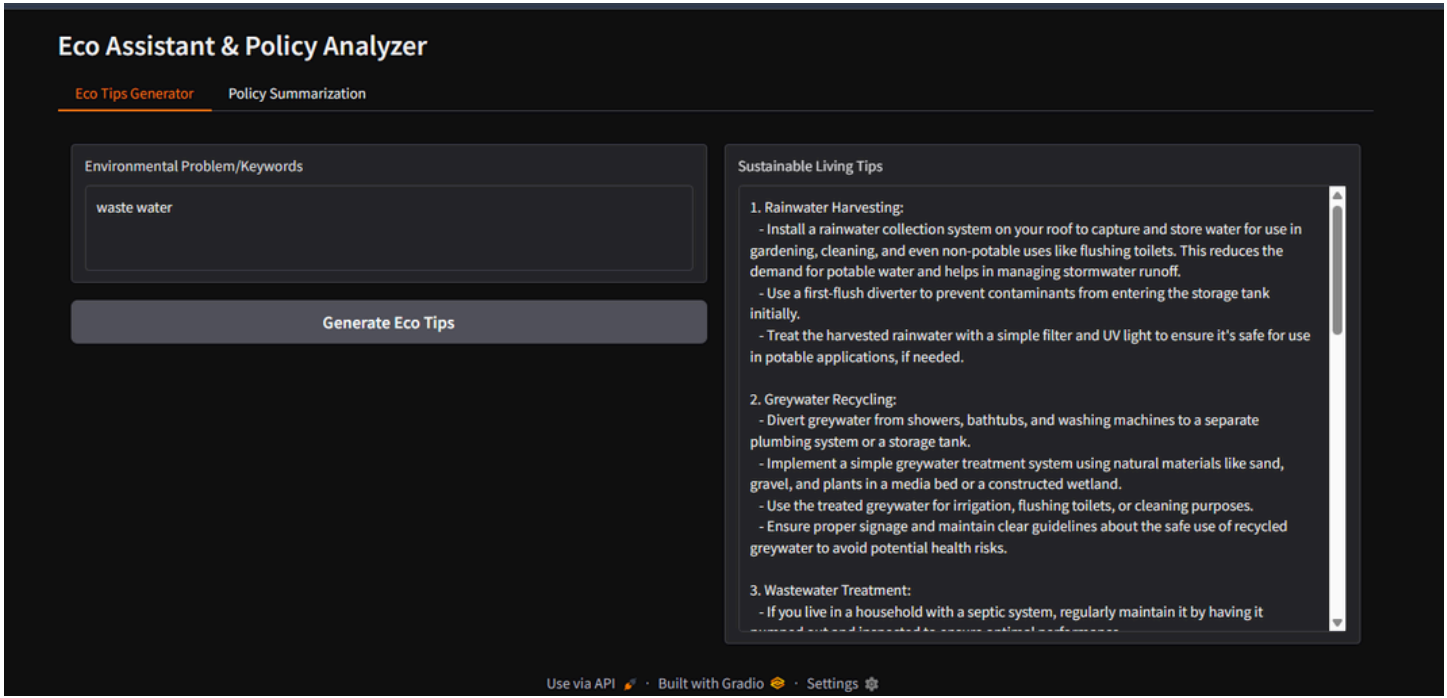 Eco Assistant & Policy Analyzer
Eco Tips Generator
Policy Summarization
Environmental Problem/Keywords
waste water
Generate Eco Tips
Sustainable Living Tips
1. Rainwater Harvesting:
- Install a rainwater collection system on your roof to capture and store water for use in
gardening, cleaning, and even non-potable uses like flushing toilets. This reduces the
demand for potable water and helps in managing stormwater runoff.
- Use a first-flush diverter to prevent contaminants from entering the storage tank
initially.
- Treat the harvested rainwater with a simple filter and UV light to ensure it's safe for use
in potable applications, if needed.
2. Greywater Recycling:
- Divert greywater from showers, bathtubs, and washing machines to a separate
plumbing system or a storage tank.
- Implement a simple greywater treatment system using natural materials like sand,
gravel, and plants in a media bed or a constructed wetland.
- Use the treated greywater for irrigation, flushing toilets, or cleaning purposes.
- Ensure proper signage and maintain clear guidelines about the safe use of recycled
greywater to avoid potential health risks.
3. Wastewater Treatment:
- If you live in a household with a septic system, regularly maintain it by having it
Use via API · Built with Gradio · Settings